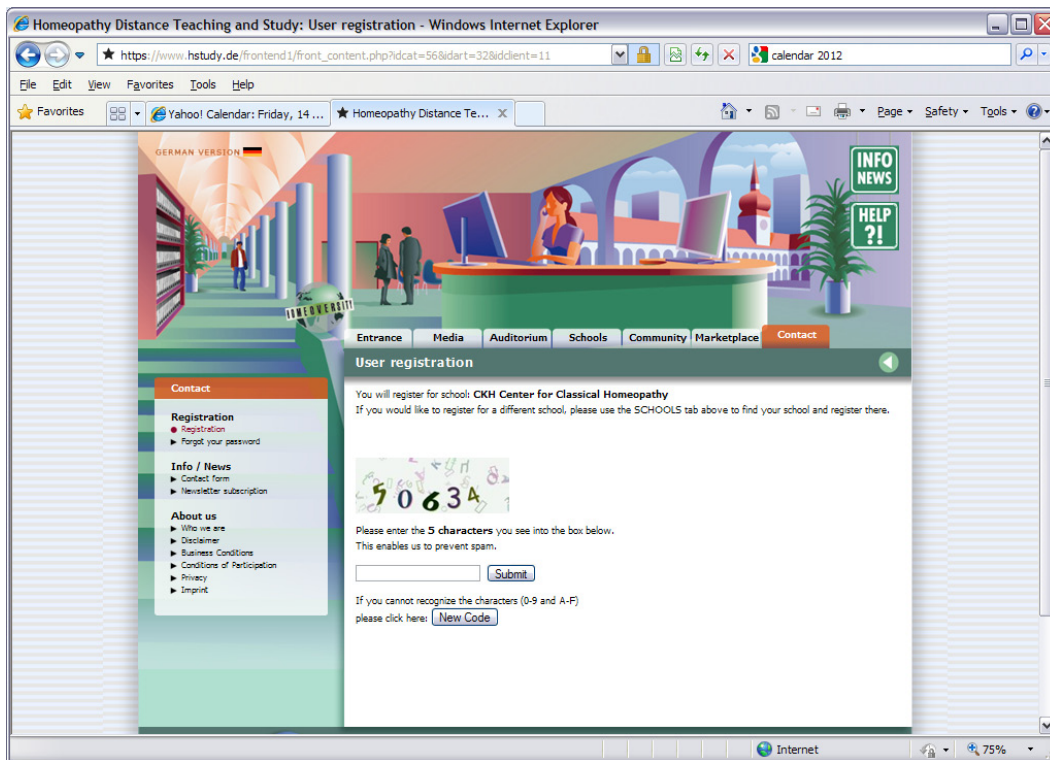 Homeopathy Distance Teaching and Study: User registration - Windows Internet Explorer
https://www.hstudy.de/frontend1/front_content.php?idcat=56&idart=32&idclient=11
calendar 2012
File Edit View Favorites Tools Help
Favorites
Yahoo! Calendar: Friday, 14 ...
Homeopathy Distance Te...
Page Safety Tools
GERMAN VERSION
INFO
NEWS
HELP
?!
HOMEOVERSITY
Entrance Media Auditorium Schools Community Marketplace Contact
User registration
Contact
Registration
Registration
Forgot your password
Info / News
Contact form
Newsletter subscription
About us
Who we are
Disclaimer
Business Conditions
Conditions of Participation
Privacy
Imprint
You will register for school: CKH Center for Classical Homeopathy
If you would like to register for a different school, please use the SCHOOLS tab above to find your school and register there.
50634
Please enter the 5 characters you see into the box below.
This enables us to prevent spam.
Submit
If you cannot recognize the characters (0-9 and A-F)
please click here: New Code
Internet
75%